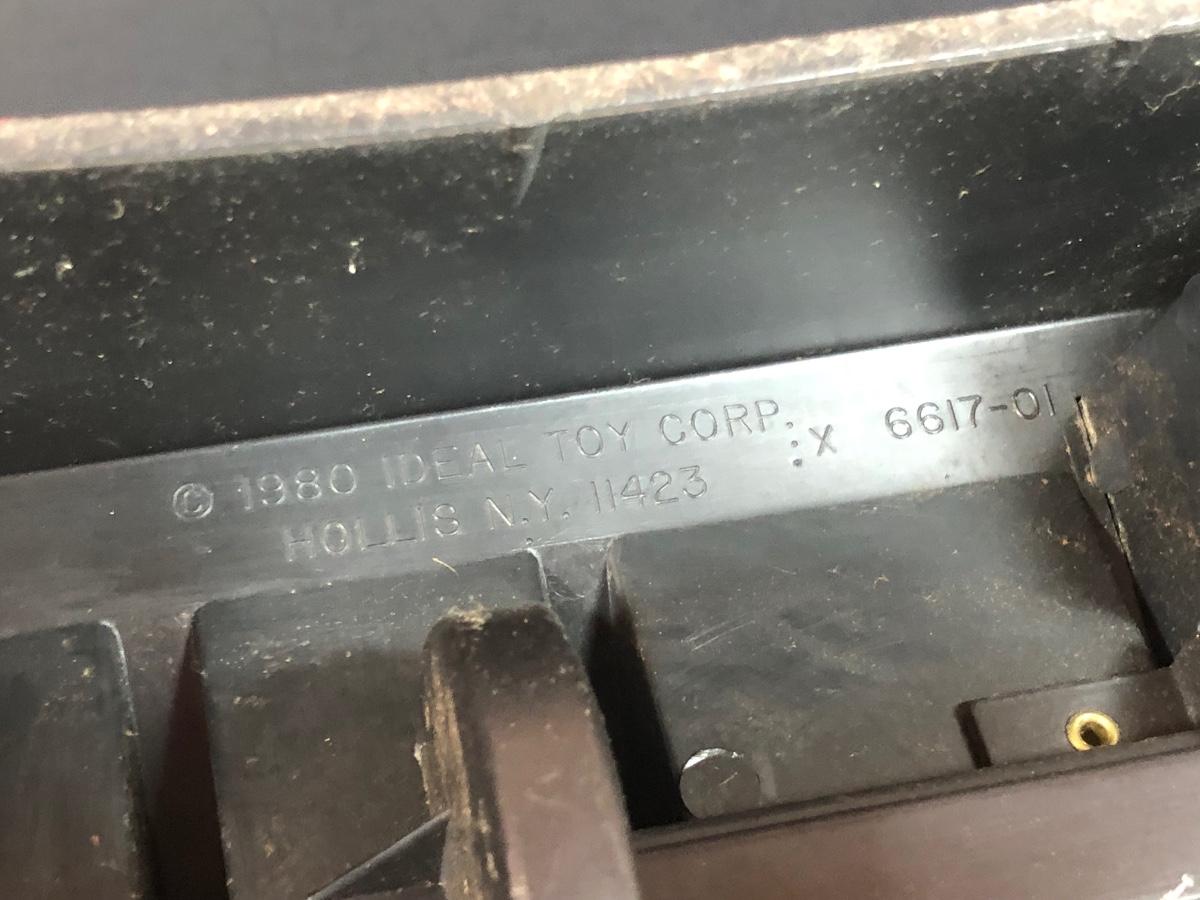 © 1980 IDEAL TOY CORP.
HOLLIS N.Y. 11423
X 6617-01